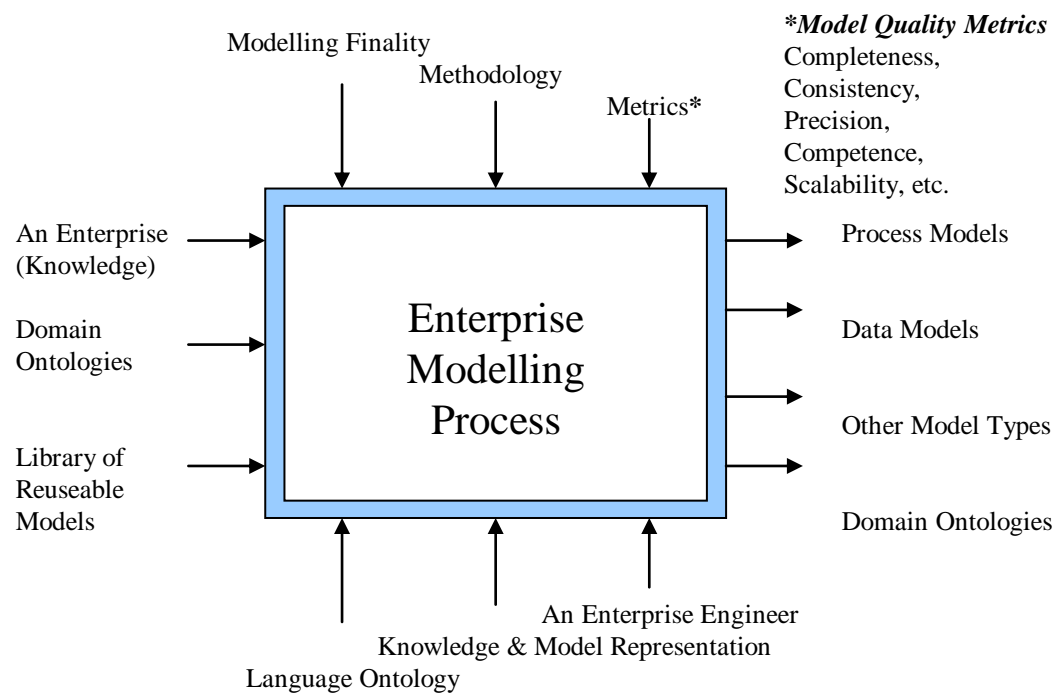 Modelling Finality
Methodology
Metrics*
*Model Quality Metrics
Completeness,
Consistency,
Precision,
Competence,
Scalability, etc.
An Enterprise
(Knowledge)
Domain
Ontologies
Library of
Reuseable
Models
Enterprise
Modelling
Process
Process Models
Data Models
Other Model Types
Domain Ontologies
An Enterprise Engineer
Knowledge & Model Representation
Language Ontology